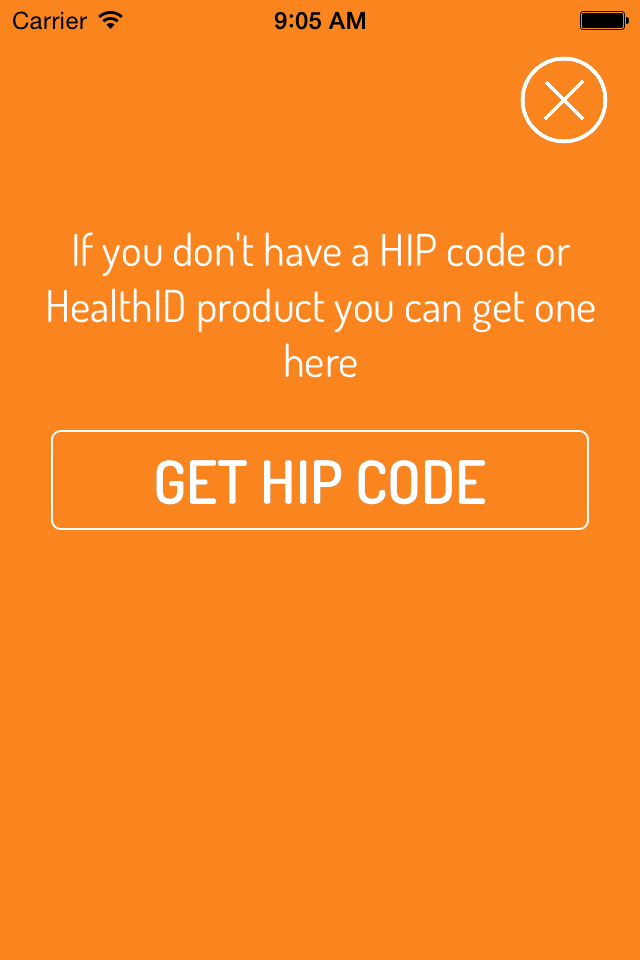 Carrier 9:05 AM
If you don't have a HIP code or
HealthID product you can get one
here
GET HIP CODE